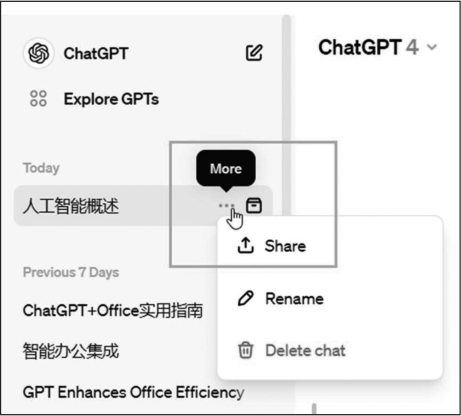 ChatGPT
ChatGPT 4
Explore GPTs
Today
More
人工智能概述
Share
Previous 7 Days
Rename
ChatGPT+Office实用指南
智能办公集成
Delete chat
GPT Enhances Office Efficiency